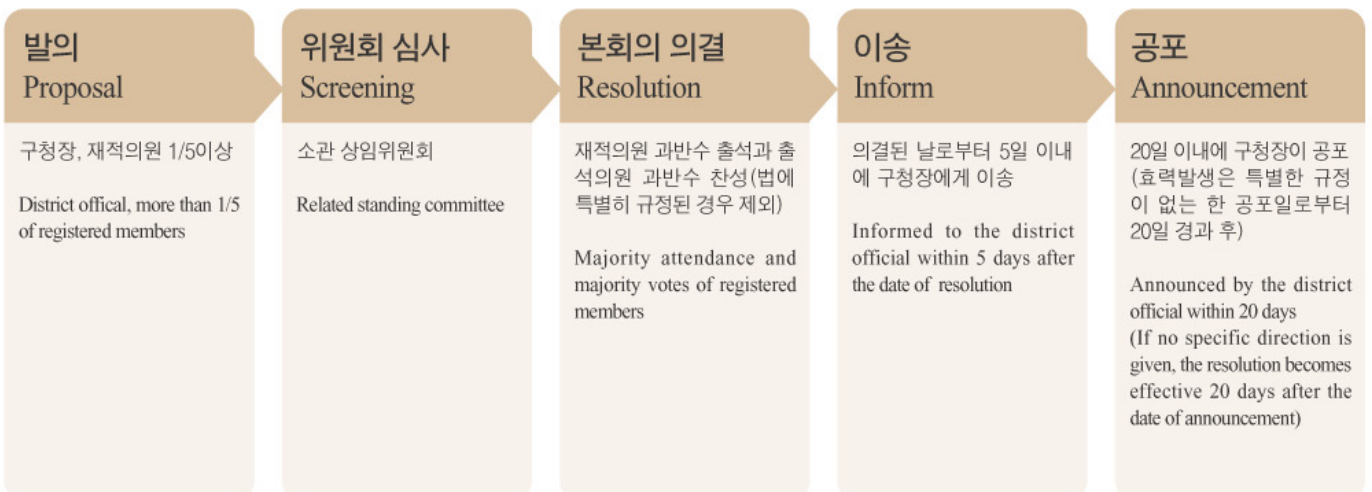 발의
Proposal
구청장, 재적의원 1/5이상
District offical, more than 1/5
of registered members
위원회 심사
Screening
소관 상임위원회
Related standing committee
본회의 의결
Resolution
재적의원 과반수 출석과 출
석의원 과반수 찬성(법에
특별히 규정된 경우 제외)
Majority attendance and
majority votes of registered
members
이송
Inform
의결된 날로부터 5일 이내
에 구청장에게 이송
Informed to the district
official within 5 days after
the date of resolution
공포
Announcement
20일 이내에 구청장이 공포
(효력발생은 특별한 규정
이 없는 한 공포일로부터
20일 경과 후)
Announced by the district
official within 20 days
(If no specific direction is
given, the resolution becomes
effective 20 days after the
date of announcement)